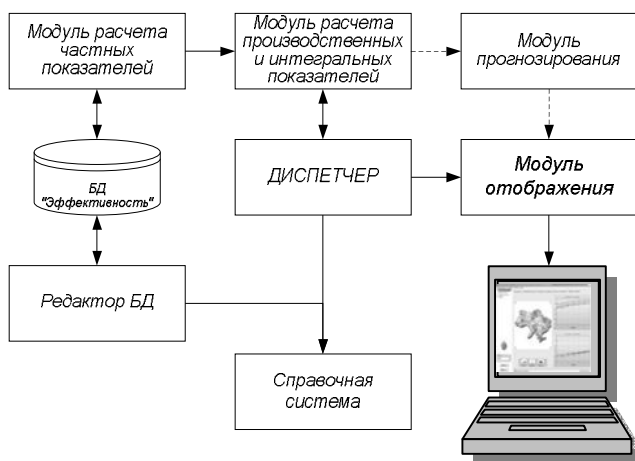 Модуль расчета
частных
показателей
Модуль расчета
производственных
и интегральных
показателей
Модуль
прогнозирования
БД
"Эффективность"
ДИСПЕТЧЕР
Модуль
отображения
Редактор БД
Справочная
система